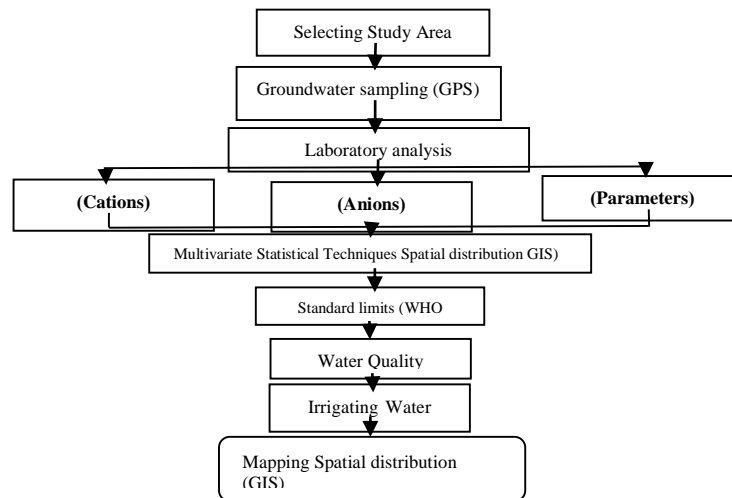 Selecting Study Area
Groundwater sampling (GPS)
Laboratory analysis
(Cations)
(Anions)
(Parameters)
Multivariate Statistical Techniques Spatial distribution GIS)
Standard limits (WHO
Water Quality
Irrigating Water
Mapping Spatial distribution
(GIS)